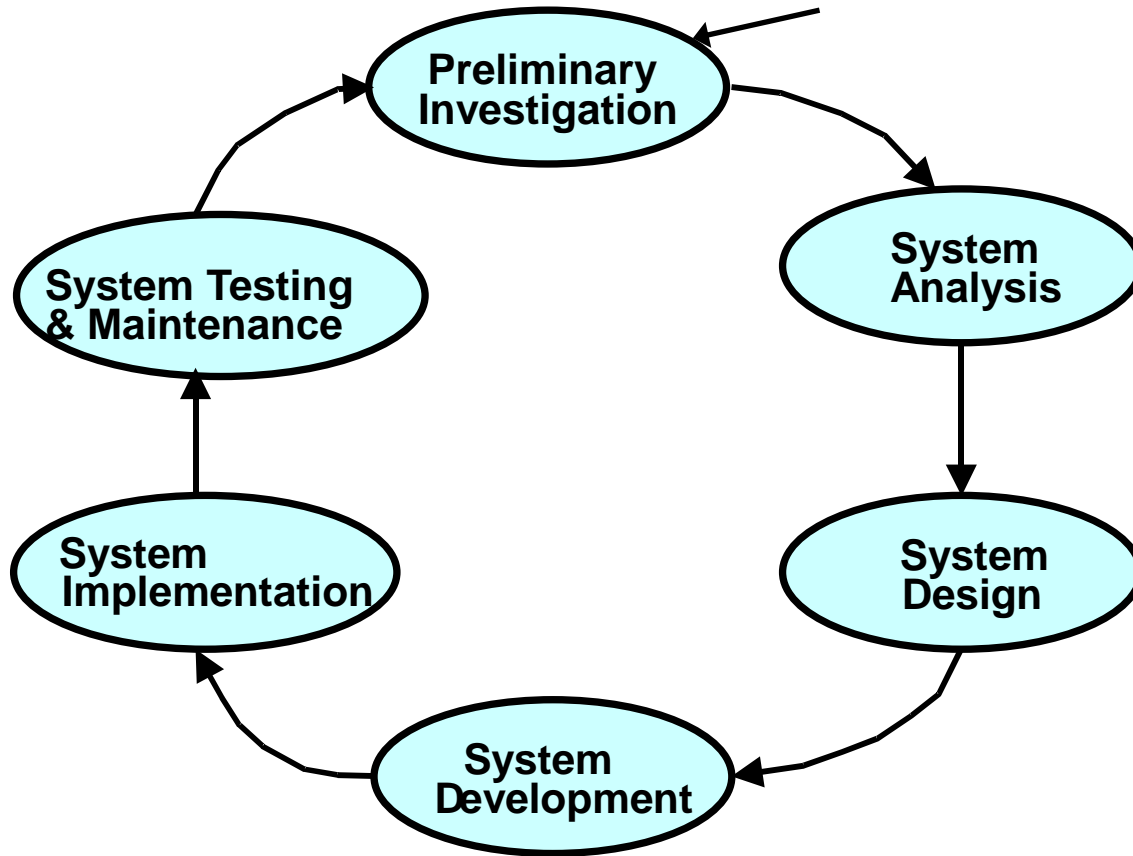 Preliminary
Investigation
System
Analysis
System
Design
System
Development
System
Implementation
System Testing
& Maintenance